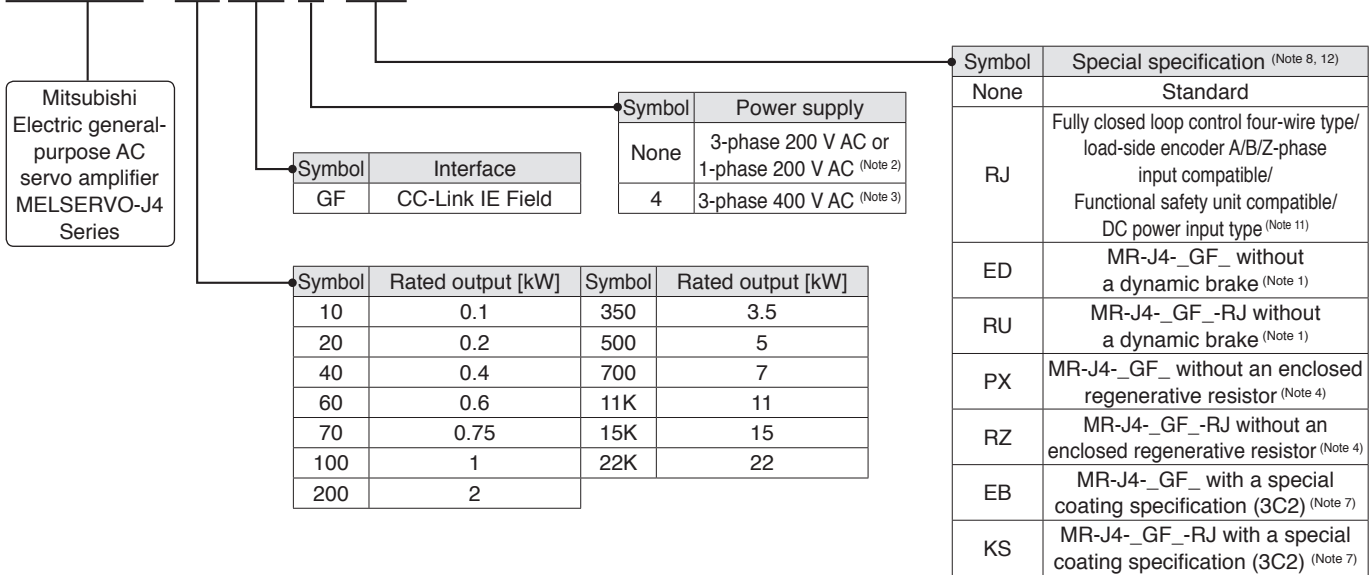 Mitsubishi
Electric general-
purpose AC
servo amplifier
MELSERVO-J4
Series
Symbol Interface
GF CC-Link IE Field
Symbol Power supply
None 3-phase 200 V AC or
1-phase 200 V AC (Note 2)
4 3-phase 400 V AC (Note 3)
Symbol Rated output [kW] Symbol Rated output [kW]
10 0.1 350 3.5
20 0.2 500 5
40 0.4 700 7
60 0.6 11K 11
70 0.75 15K 15
100 1 22K 22
200 2
Symbol Special specification (Note 8, 12)
None Standard
RJ Fully closed loop control four-wire type/
load-side encoder A/B/Z-phase
input compatible/
Functional safety unit compatible/
DC power input type (Note 11)
ED MR-J4-_GF_ without
a dynamic brake (Note 1)
RU MR-J4-_GF_-RJ without
a dynamic brake (Note 1)
PX MR-J4-_GF_ without an enclosed
regenerative resistor (Note 4)
RZ MR-J4-_GF_-RJ without an
enclosed regenerative resistor (Note 4)
EB MR-J4-_GF_ with a special
coating specification (3C2) (Note 7)
KS MR-J4-_GF_-RJ with a special
coating specification (3C2) (Note 7)